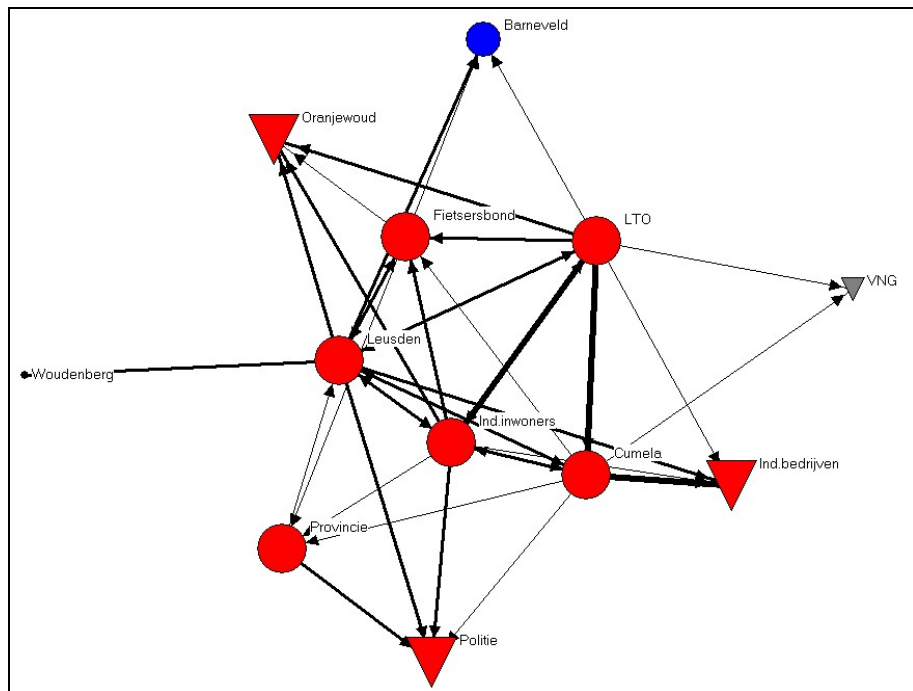 Barneveld
Oranjewoud
Fietsersbond
LTO
VNG
Leusden
Woudenberg
Ind.inwoners
Cumela
Ind.bedrijven
Provincie
Politie